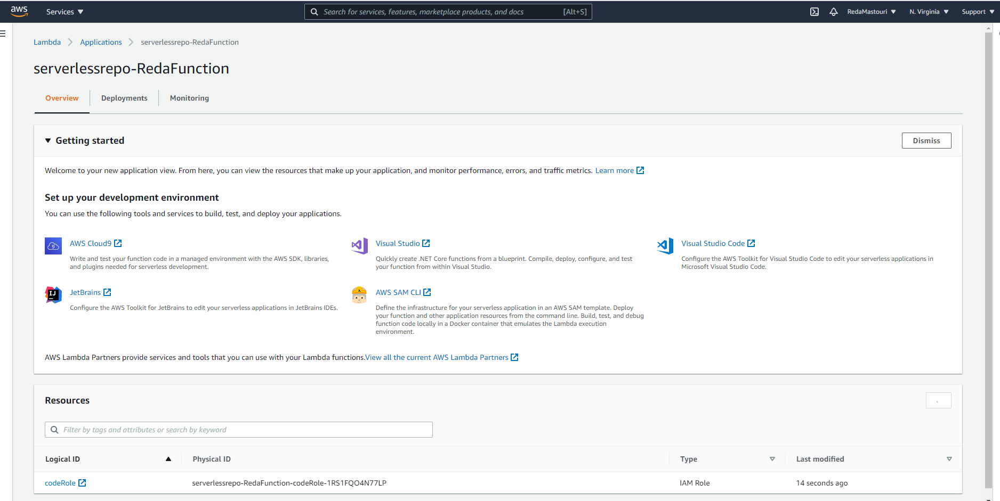 aws
Services
Search for services, features, marketplace products, and docs
[Alt+S]
RedaMastouri
N. Virginia
Support
Lambda
Applications
serverlessrepo-RedaFunction
serverlessrepo-RedaFunction
Overview
Deployments
Monitoring
Getting started
Dismiss
Welcome to your new application view. From here, you can view the resources that make up your application, and monitor performance, errors, and traffic metrics. Learn more
Set up your development environment
You can use the following tools and services to build, test, and deploy your applications.
9
AWS Cloud9
Write and test your function code in a managed environment with the AWS SDK, libraries,
and plugins needed for serverless development.
Visual Studio
Quickly create .NET Core functions from a blueprint. Compile, deploy, configure, and test
your function from within Visual Studio.
Visual Studio Code
Configure the AWS Toolkit for Visual Studio Code to edit your serverless applications in
Microsoft Visual Studio Code.
IJ
JetBrains
Configure the AWS Toolkit for JetBrains to edit your serverless applications in JetBrains IDEs.
AWS SAM CLI
Define the infrastructure for your serverless application in an AWS SAM template. Deploy
your function and other application resources from the command line. Build, test, and debug
function code locally in a Docker container that emulates the Lambda execution
environment.
AWS Lambda Partners provide services and tools that you can use with your Lambda functions.View all the current AWS Lambda Partners
Resources
Filter by tags and attributes or search by keyword
Logical ID
Physical ID
Type
Last modified
codeRole
serverlessrepo-RedaFunction-codeRole-1RS1FQO4N77LP
IAM Role
14 seconds ago